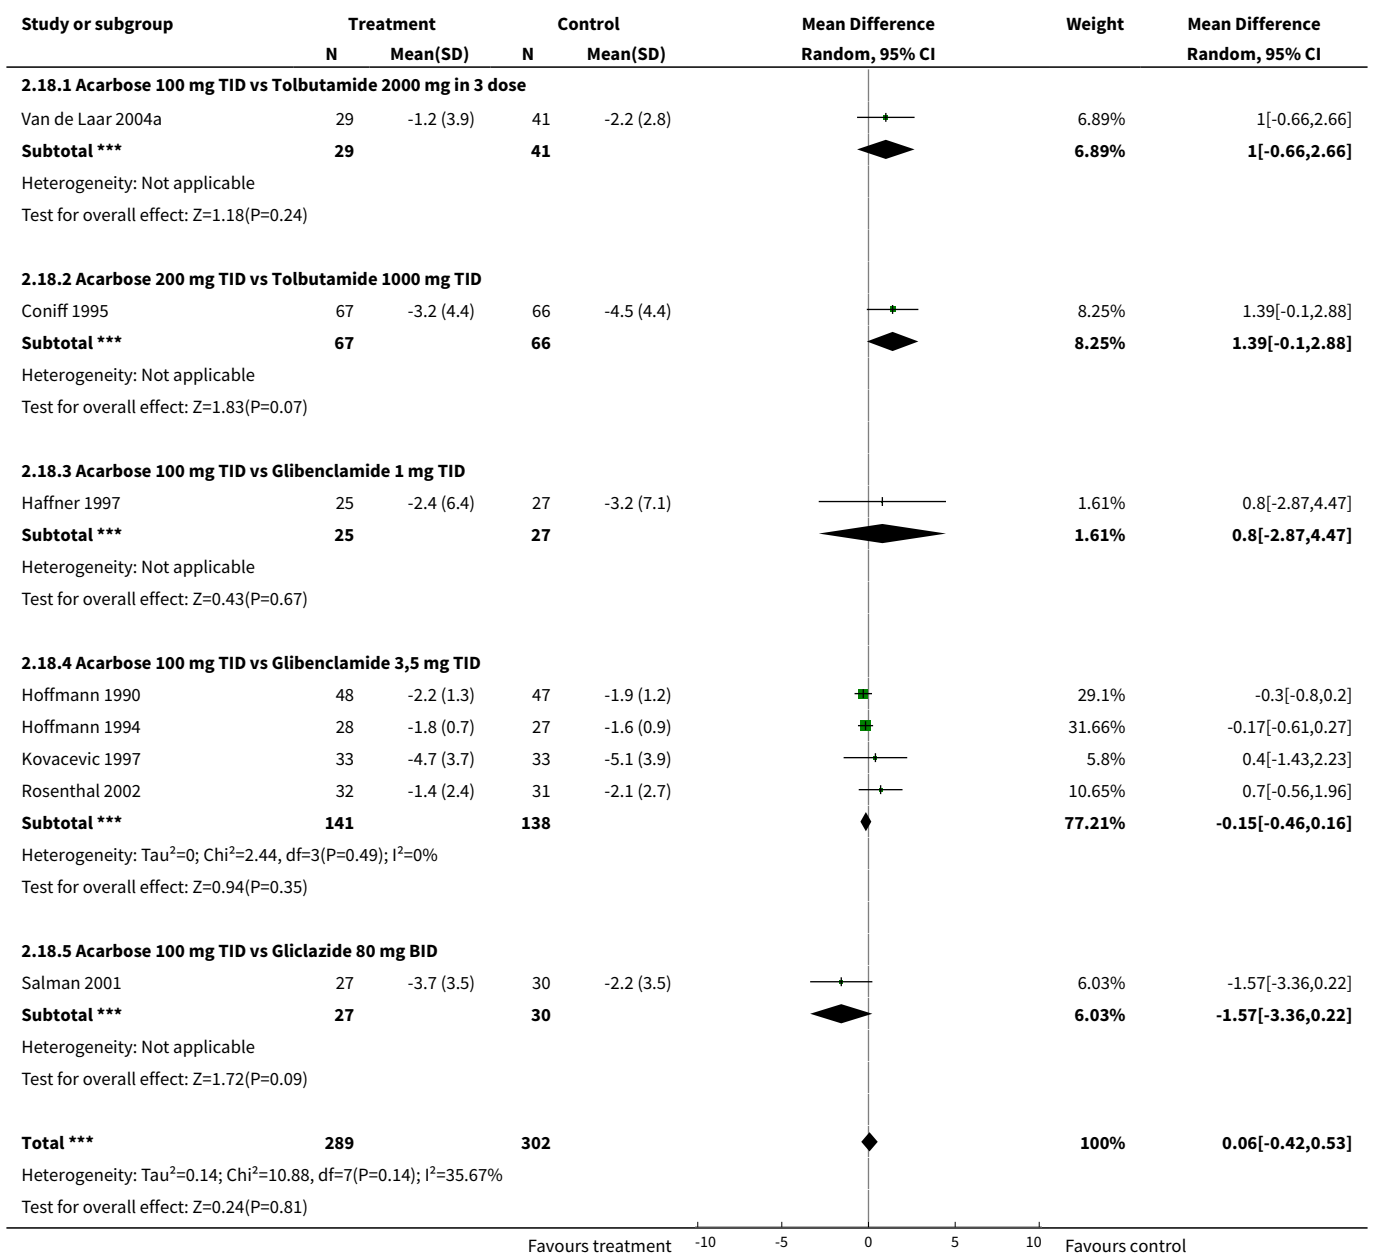 Study or subgroup Treatment Control Mean Difference Weight Mean Difference
N Mean(SD) N Mean(SD) Random, 95% CI Random, 95% CI
2.18.1 Acarbose 100 mg TID vs Tolbutamide 2000 mg in 3 dose
Van de Laar 2004a 29 -1.2 (3.9) 41 -2.2 (2.8) 6.89% 1[-0.66,2.66]
Subtotal *** 29 41 6.89% 1[-0.66,2.66]
Heterogeneity: Not applicable
Test for overall effect: Z=1.18(P=0.24)
2.18.2 Acarbose 200 mg TID vs Tolbutamide 1000 mg TID
Coniff 1995 67 -3.2 (4.4) 66 -4.5 (4.4) 8.25% 1.39[-0.1,2.88]
Subtotal *** 67 66 8.25% 1.39[-0.1,2.88]
Heterogeneity: Not applicable
Test for overall effect: Z=1.83(P=0.07)
2.18.3 Acarbose 100 mg TID vs Glibenclamide 1 mg TID
Haffner 1997 25 -2.4 (6.4) 27 -3.2 (7.1) 1.61% 0.8[-2.87,4.47]
Subtotal *** 25 27 1.61% 0.8[-2.87,4.47]
Heterogeneity: Not applicable
Test for overall effect: Z=0.43(P=0.67)
2.18.4 Acarbose 100 mg TID vs Glibenclamide 3,5 mg TID
Hoffmann 1990 48 -2.2 (1.3) 47 -1.9 (1.2) 29.1% -0.3[-0.8,0.2]
Hoffmann 1994 28 -1.8 (0.7) 27 -1.6 (0.9) 31.66% -0.17[-0.61,0.27]
Kovacevic 1997 33 -4.7 (3.7) 33 -5.1 (3.9) 5.8% 0.4[-1.43,2.23]
Rosenthal 2002 32 -1.4 (2.4) 31 -2.1 (2.7) 10.65% 0.7[-0.56,1.96]
Subtotal *** 141 138 77.21% -0.15[-0.46,0.16]
Heterogeneity: Tau²=0; Chi²=2.44, df=3(P=0.49); I²=0%
Test for overall effect: Z=0.94(P=0.35)
2.18.5 Acarbose 100 mg TID vs Gliclazide 80 mg BID
Salman 2001 27 -3.7 (3.5) 30 -2.2 (3.5) 6.03% -1.57[-3.36,0.22]
Subtotal *** 27 30 6.03% -1.57[-3.36,0.22]
Heterogeneity: Not applicable
Test for overall effect: Z=1.72(P=0.09)
Total *** 289 302 100% 0.06[-0.42,0.53]
Heterogeneity: Tau²=0.14; Chi²=10.88, df=7(P=0.14); I²=35.67%
Test for overall effect: Z=0.24(P=0.81)
Favours treatment -10 -5 0 5 10 Favours control